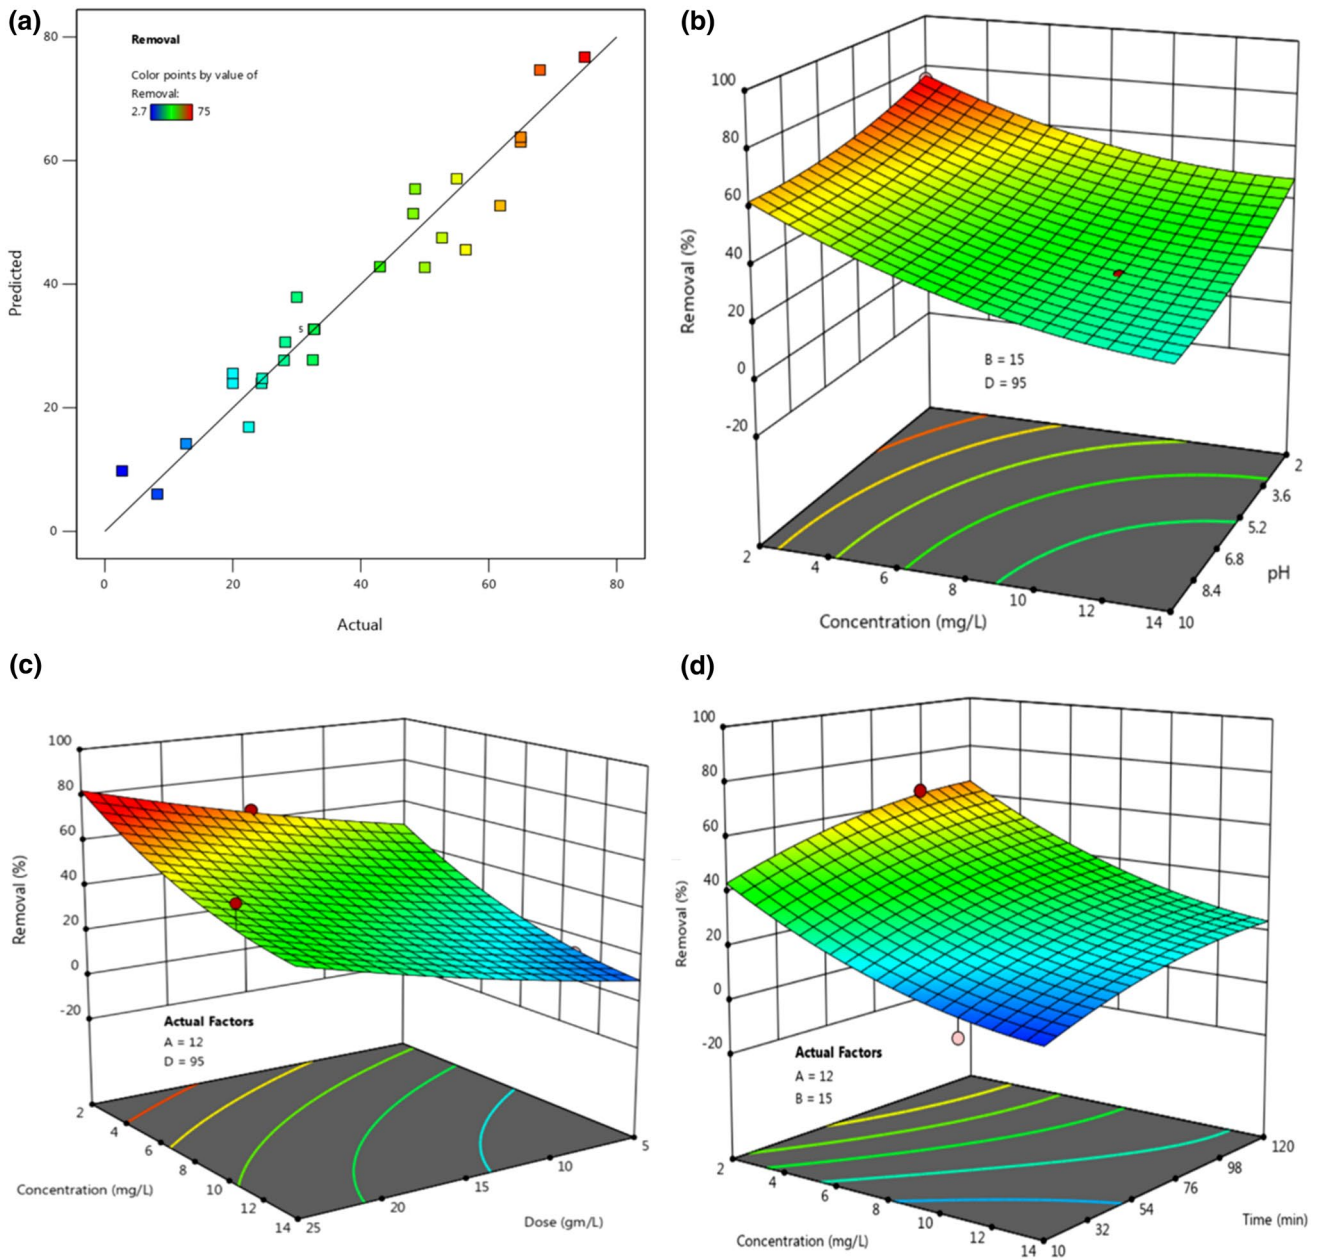 (a)
80
60
40
20
0
Removal
Color points by value of
Removal:
2.7 75
5
0 20 40 60 80
Predicted
Actual
(b)
100
80
60
40
20
0
-20
Removal (%)
B = 15
D = 95
2
3.6
5.2
6.8
8.4
10
pH
2 4 6 8 10 12 14
Concentration (mg/L)
(c)
100
80
60
40
20
0
-20
Removal (%)
Actual Factors
A = 12
D = 95
2
4
6
8
10
12
14
Concentration (mg/L)
25 20 15 10 5
Dose (gm/L)
(d)
100
80
60
40
20
0
-20
Removal (%)
Actual Factors
A = 12
B = 15
2
4
6
8
10
12
14
Concentration (mg/L)
10 32 54 76 98 120
Time (min)